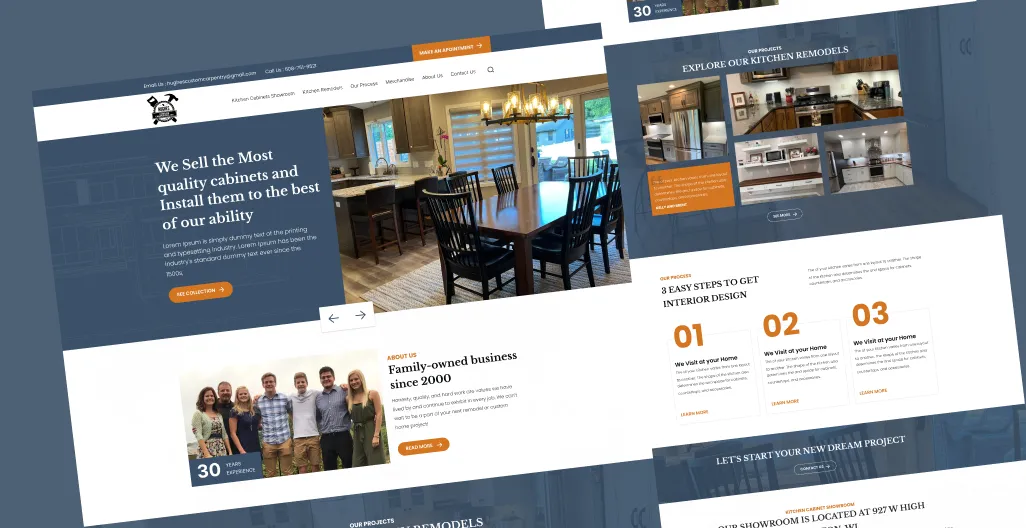 MAKE AN APOINTMENT
Email Us : hughescustomcarpentry@gmail.com
Call Us : 608-751-9521
Kitchen Cabinets Showroom
Kitchen Remodels
Our Process
Merchandise
About Us
Contact Us
HUGHES
We Sell the Most
quality cabinets and
Install them to the best
of our ability
Lorem Ipsum is simply dummy text of the printing
and typesetting industry. Lorem Ipsum has been the
industry's standard dummy text ever since the
1500s,
SEE COLLECTION
ABOUT US
Family-owned business
since 2000
Honesty, quality, and hard work are values we have
lived by and continue to exhibit in every job. We can't
wait to be a part of your next remodel or custom
home project!
READ MORE
30
YEARS
EXPERIENCE
OUR PROJECTS
REMODELS
30
YEARS
EXPERIENCE
OUR PROJECTS
EXPLORE OUR KITCHEN REMODELS
SEE MORE
OUR PROCESS
3 EASY STEPS TO GET
INTERIOR DESIGN
01
We Visit at your Home
LEARN MORE
02
We Visit at your Home
LEARN MORE
03
We Visit at your Home
LEARN MORE
LET'S START YOUR NEW DREAM PROJECT
CONTACT US
KITCHEN CABINET SHOWROOM
OUR SHOWROOM IS LOCATED AT 927 W HIGH